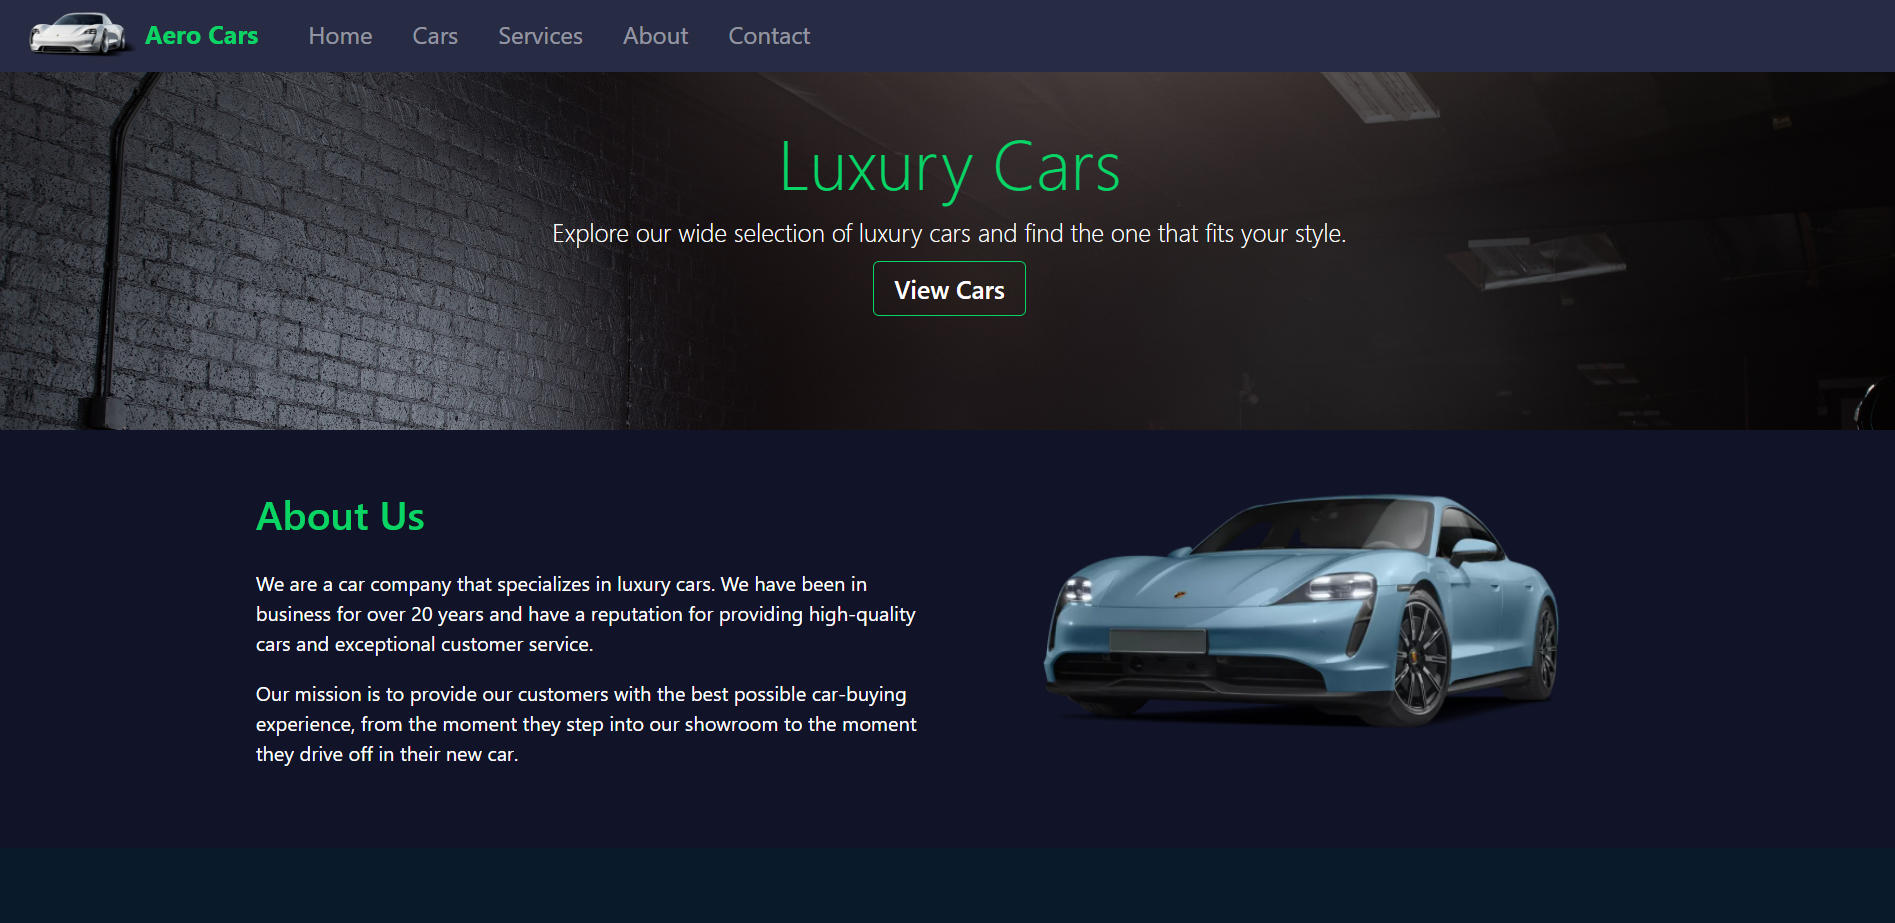 Aero Cars Home Cars Services About Contact
Luxury Cars
Explore our wide selection of luxury cars and find the one that fits your style.
View Cars
About Us
We are a car company that specializes in luxury cars. We have been in
business for over 20 years and have a reputation for providing high-quality
cars and exceptional customer service.
Our mission is to provide our customers with the best possible car-buying
experience, from the moment they step into our showroom to the moment
they drive off in their new car.